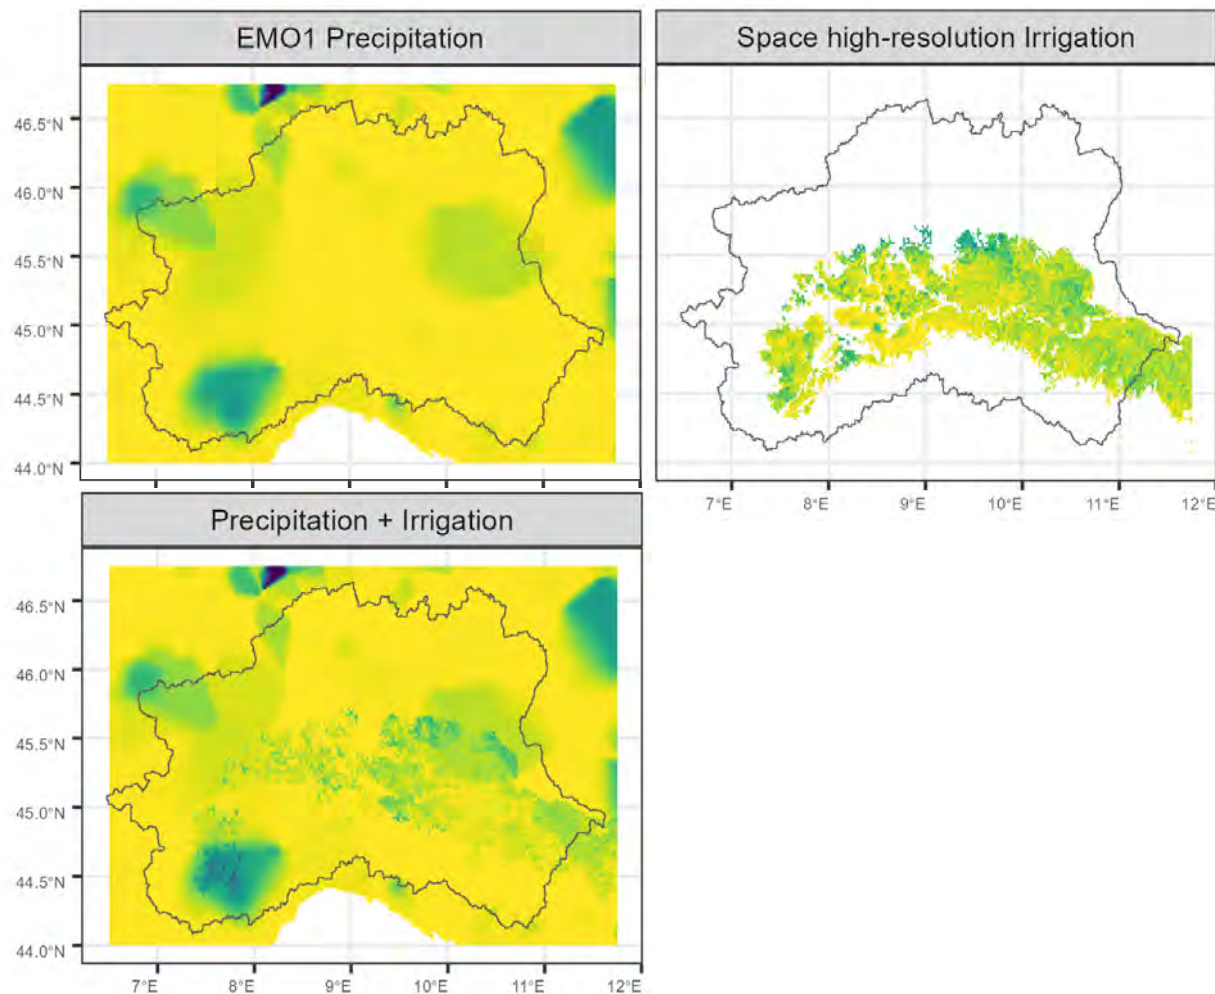 EMO1 Precipitation
Space high-resolution Irrigation
46.5°N
46.0°N
45.5°N
45.0°N
44.5°N
44.0°N
7°E 8°E 9°E 10°E 11°E 12°E
Precipitation + Irrigation
46.5°N
46.0°N
45.5°N
45.0°N
44.5°N
44.0°N
7°E 8°E 9°E 10°E 11°E 12°E